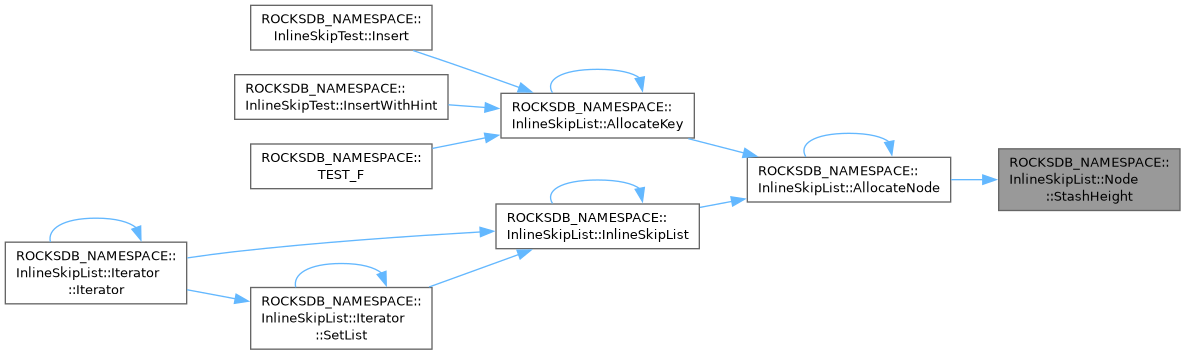 ROCKSDB_NAMESPACE::
InlineSkipTest::Insert
ROCKSDB_NAMESPACE::
InlineSkipTest::InsertWithHint
ROCKSDB_NAMESPACE::
TEST_F
ROCKSDB_NAMESPACE::
InlineSkipList::AllocateKey
ROCKSDB_NAMESPACE::
InlineSkipList::AllocateNode
ROCKSDB_NAMESPACE::
InlineSkipList::Node
::StashHeight
ROCKSDB_NAMESPACE::
InlineSkipList::InlineSkipList
ROCKSDB_NAMESPACE::
InlineSkipList::Iterator
::Iterator
ROCKSDB_NAMESPACE::
InlineSkipList::Iterator
::SetList